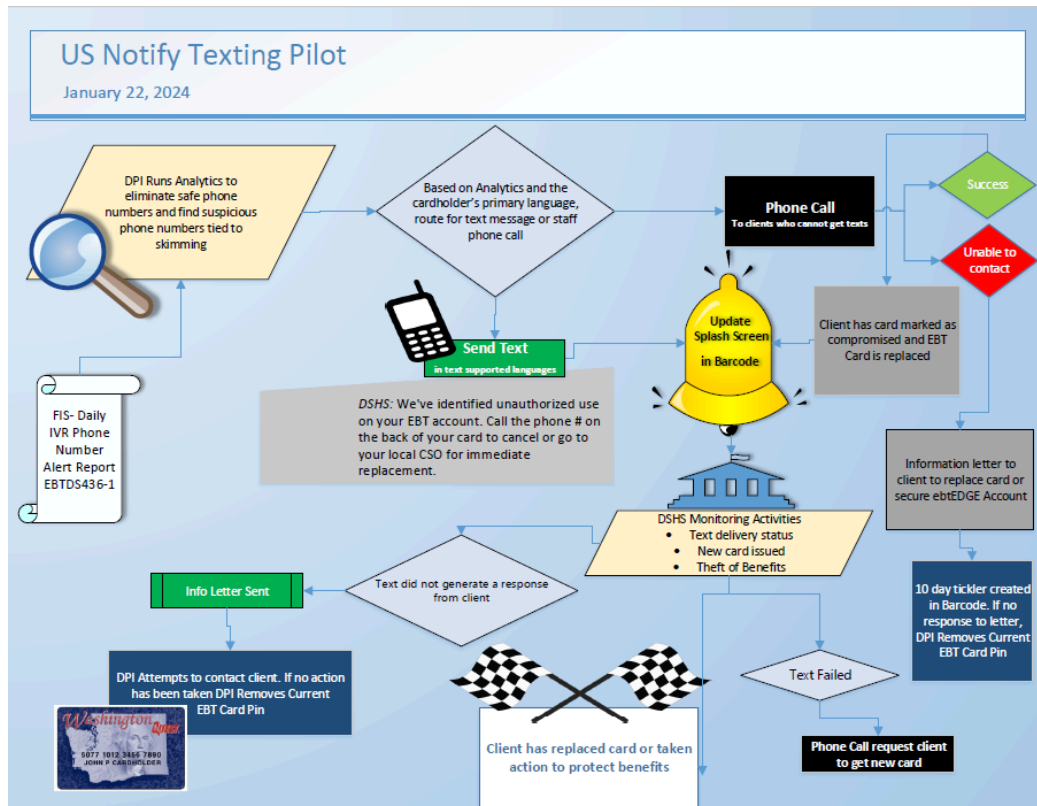 US Notify Texting Pilot
January 22, 2024
DPI Runs Analytics to
eliminate safe phone
numbers and find suspicious
phone numbers tied to
skimming
Based on Analytics and the
cardholder's primary language,
route for text message or staff
phone call
Phone Call
To clients who cannot get texts
Success
Unable to
contact
Update
Splash Screen
in Barcode
Client has card marked as
compromised and EBT
Card is replaced
Send Text
in text supported languages
DSHS: We've identified unauthorized use
on your EBT account. Call the phone # on
the back of your card to cancel or go to
your local CSO for immediate
replacement.
FIS- Daily
IVR Phone
Number
Alert Report
EBTDS436-1
Information letter to
client to replace card or
secure ebtEDGE Account
DSHS Monitoring Activities
• Text delivery status
• New card issued
• Theft of Benefits
Text did not generate a response
from client
Info Letter Sent
10 day tickler created
in Barcode. If no
response to letter,
DPI Removes Current
EBT Card Pin
DPI Attempts to contact client. If no action
has been taken DPI Removes Current
EBT Card Pin
Text Failed
Washington
Quest
5077 1012 3456 7890
JOHN P CARDHOLDER
Client has replaced card or taken
action to protect benefits
Phone Call request client
to get new card